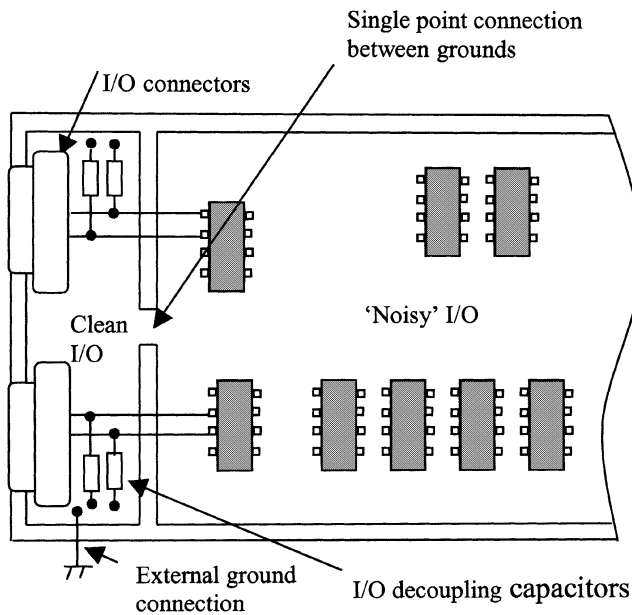 Single point connection
between grounds
I/O connectors
Clean
I/O
‘Noisy’ I/O
External ground
connection
I/O decoupling capacitors